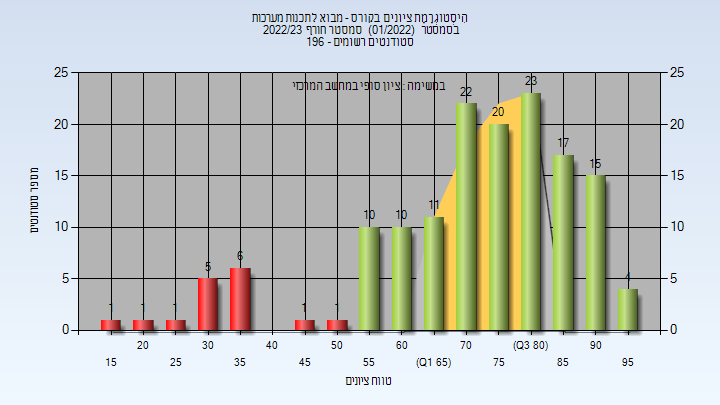 היסטוגרמת ציונים בקורס - מבוא לתכנות מערכות
בסמסטר (01/2022) סמסטר חורף 2022/23
סטודנטים רשומים - 196
במשימה : ציון סופי במחשב המרכזי
מספר סטודנטים
25 20 15 10 5 0
25 20 15 10 5 0
1 1 1 5 6 1 1 10 10 11 22 20 23 17 15 4
20 30 40 50 60 70 (Q3 80) 90
15 25 35 45 55 (Q1 65) 75 85 95
טווח ציונים